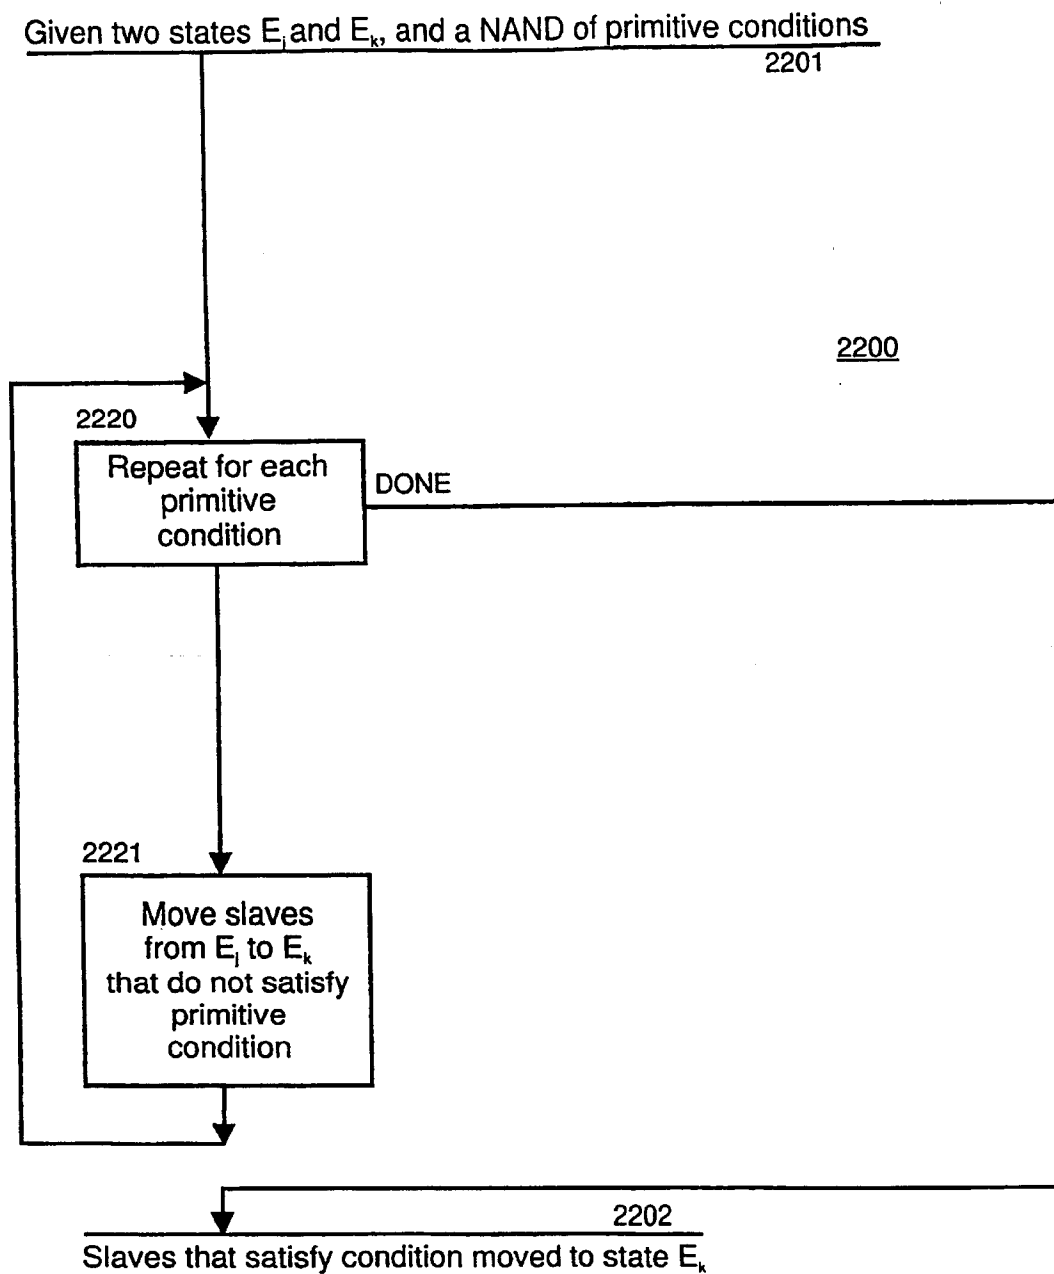 Given two states Ej and Ek, and a NAND of primitive conditions
2201
2200
2220
Repeat for each
primitive
condition
DONE
2221
Move slaves
from Ej to Ek
that do not satisfy
primitive
condition
2202
Slaves that satisfy condition moved to state Ek